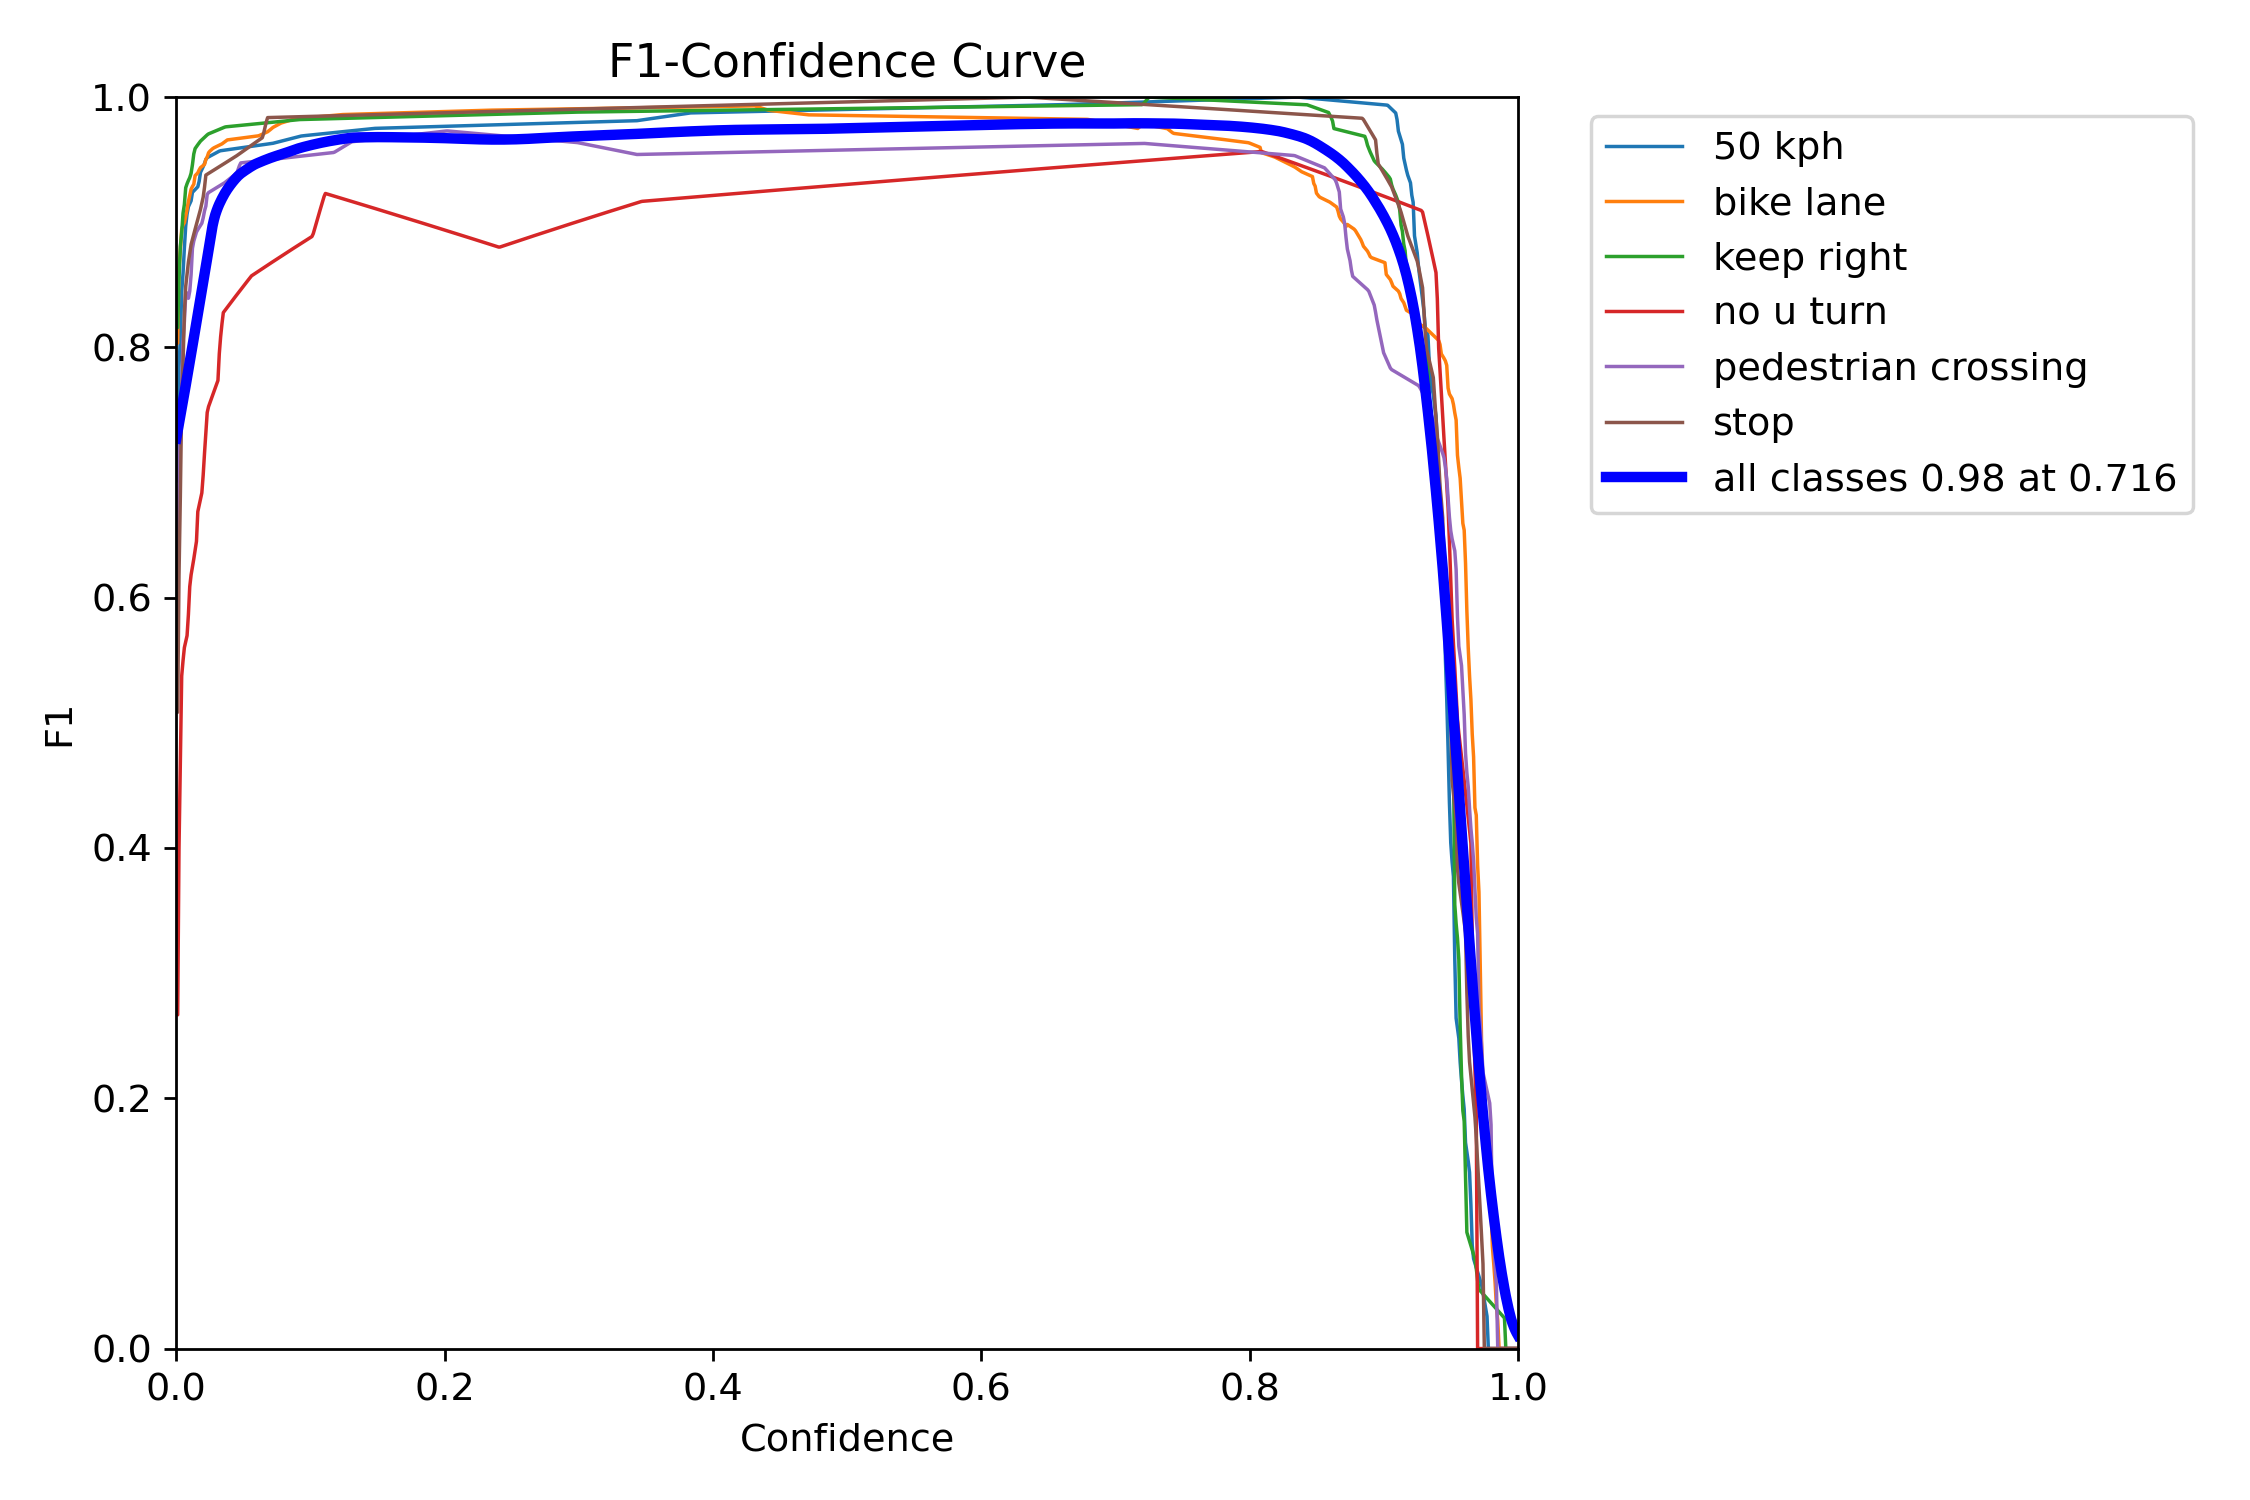 F1-Confidence Curve
1.0
0.8
0.6
0.4
0.2
0.0
F1
0.0 0.2 0.4 0.6 0.8 1.0
Confidence
50 kph
bike lane
keep right
no u turn
pedestrian crossing
stop
all classes 0.98 at 0.716